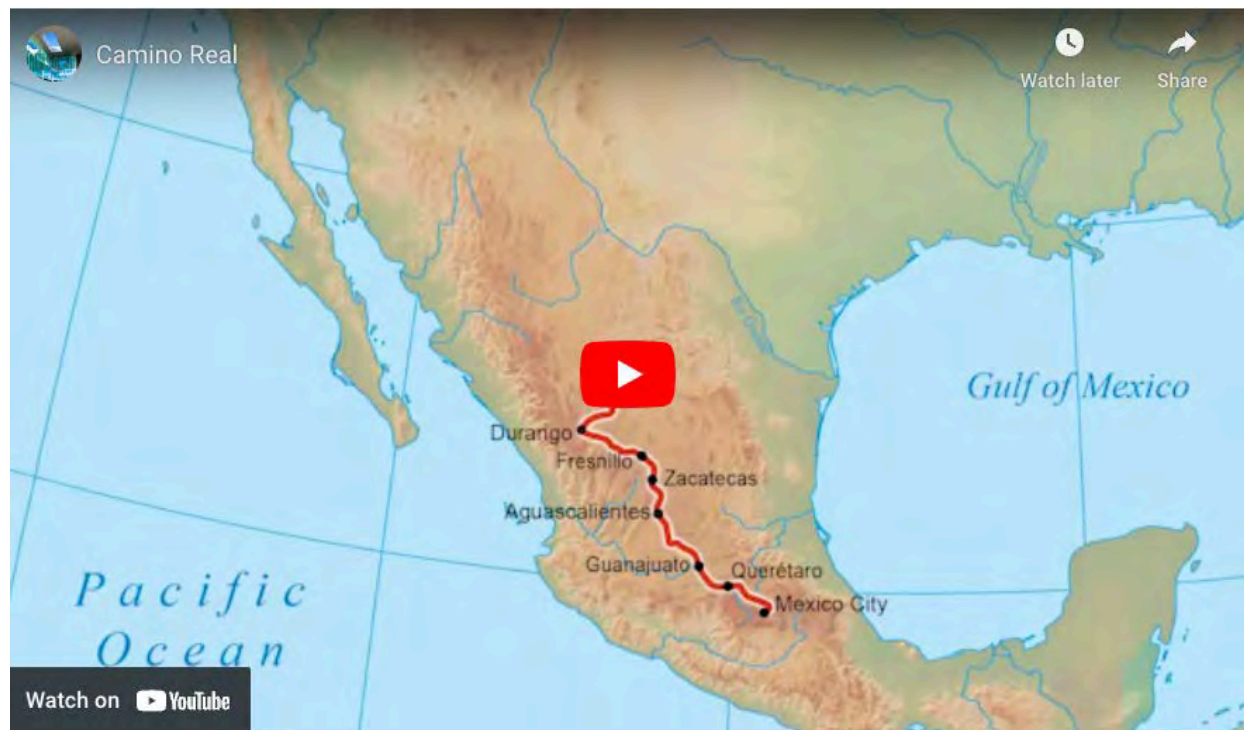 Camino Real
Watch later
Share
Gulf of Mexico
Durango
Fresnillo
Zacatecas
Aguascalientes
Guanajuato
Querétaro
Mexico City
Pacific
Ocean
Watch on YouTube